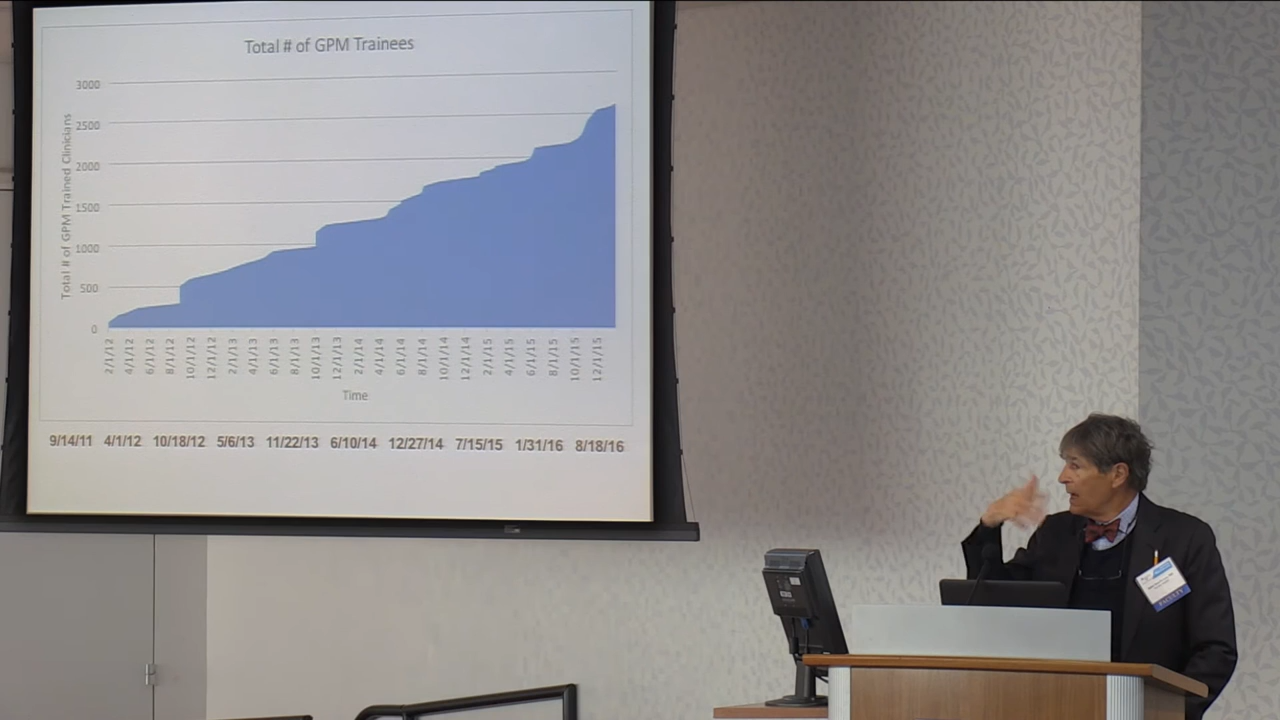 Total # of GPM Trainees
Total # of GPM Trained Clinicians
3000
2500
2000
1500
1000
500
0
2/1/12 4/1/12 6/1/12 8/1/12 10/1/12 12/1/12 2/1/13 4/1/13 6/1/13 8/1/13 10/1/13 12/1/13 2/1/14 4/1/14 6/1/14 8/1/14 10/1/14 12/1/14 2/1/15 4/1/15 6/1/15 8/1/15 10/1/15 12/1/15
Time
9/14/11 4/1/12 10/18/12 5/6/13 11/22/13 6/10/14 12/27/14 7/15/15 1/31/16 8/18/16
FACULTY